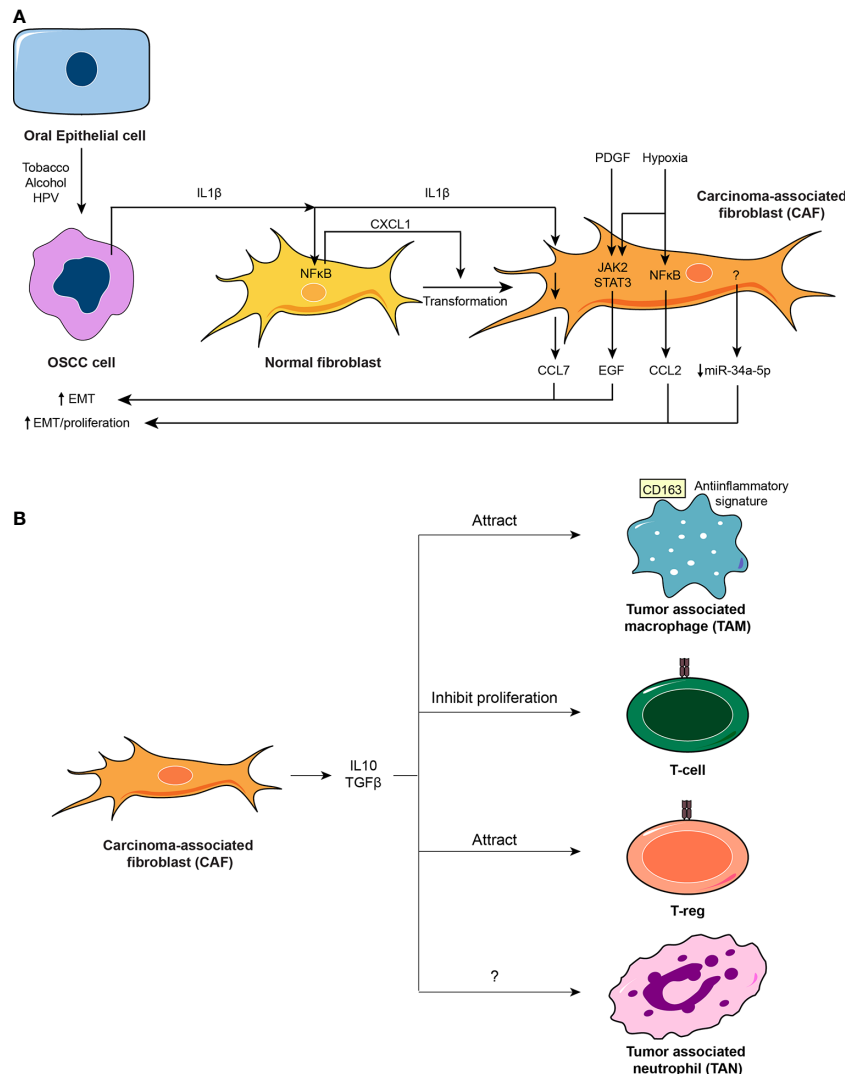 A
Oral Epithelial cell
Tobacco
Alcohol
HPV
OSCC cell
IL1β
IL1β
CXCL1
NFκB
Normal fibroblast
Transformation
PDGF
Hypoxia
Carcinoma-associated
fibroblast (CAF)
JAK2
STAT3
NFκB
?
CCL7
EGF
CCL2
↓miR-34a-5p
↑ EMT
↑ EMT/proliferation
B
Carcinoma-associated
fibroblast (CAF)
IL10
TGFβ
Attract
CD163
Antiinflammatory
signature
Tumor associated
macrophage (TAM)
Inhibit proliferation
T-cell
Attract
T-reg
?
Tumor associated
neutrophil (TAN)